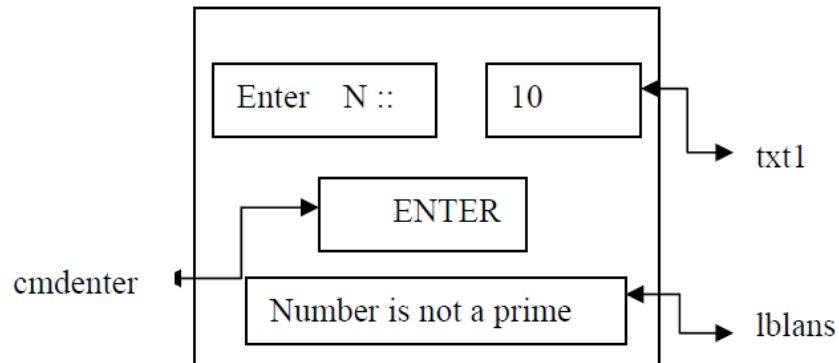 Enter N ::
10
txt1
ENTER
cmdenter
Number is not a prime
lblans